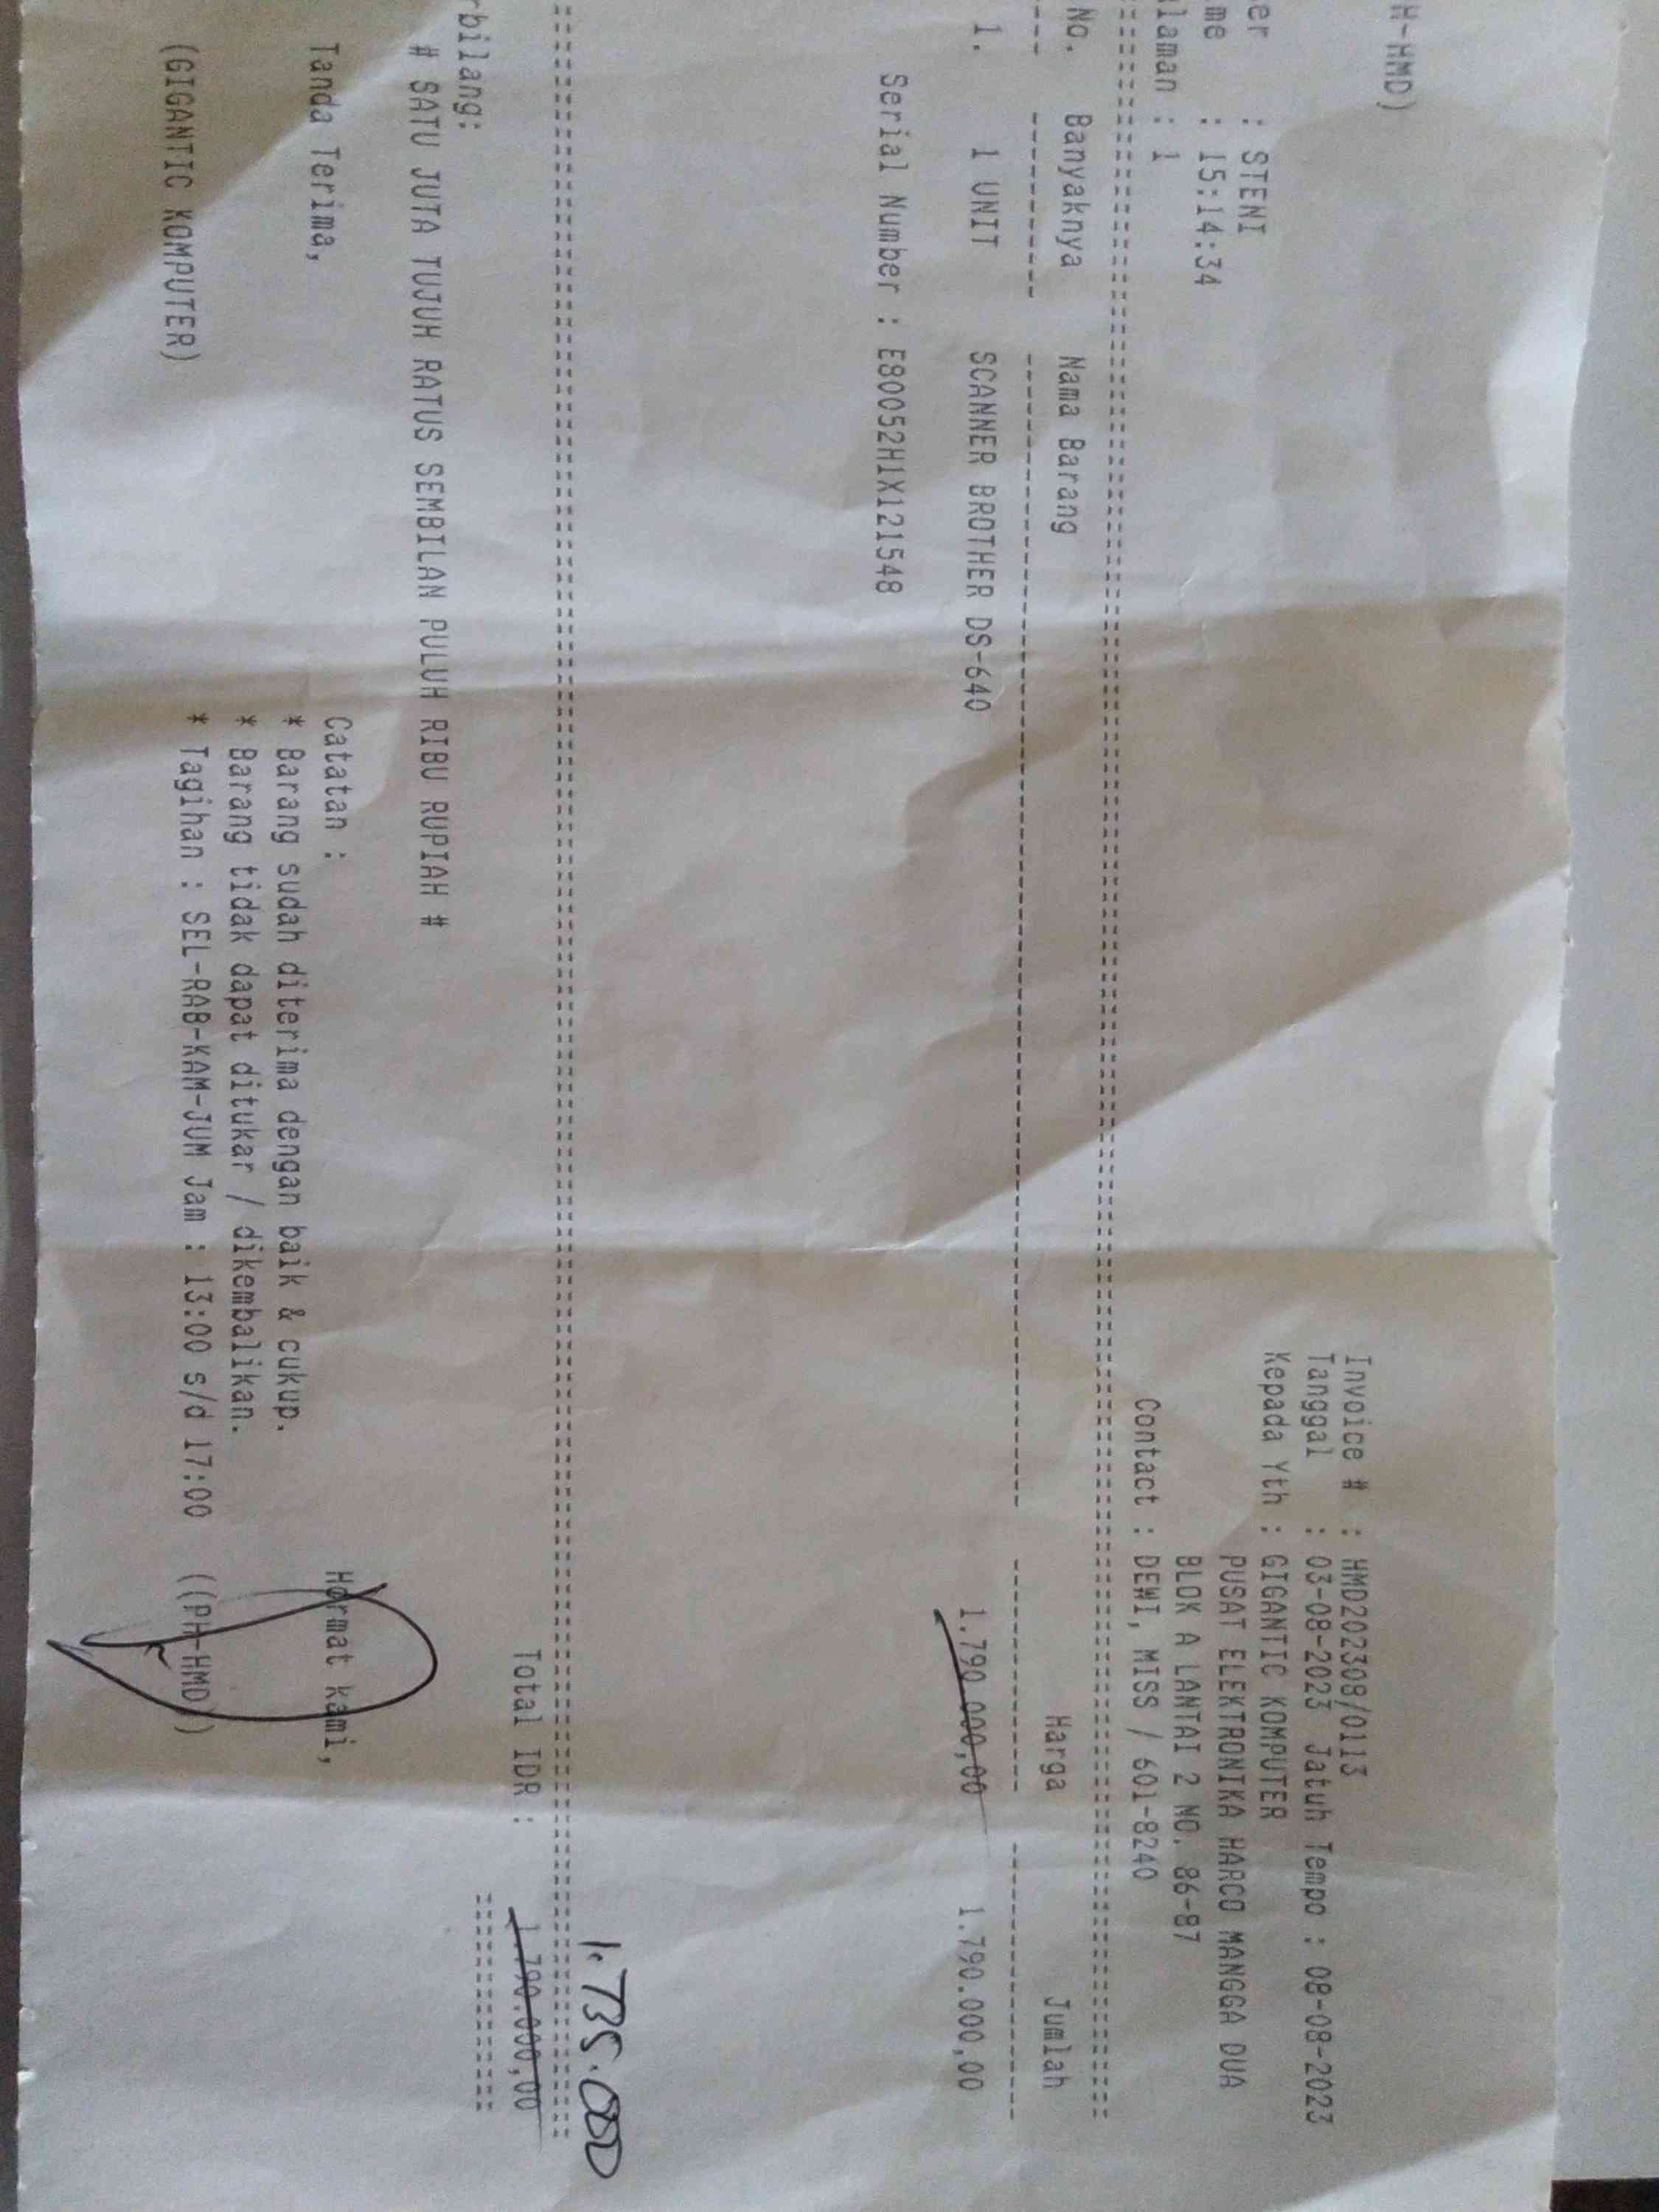 H-HMD)
Invoice # : HMD202308/0113
Tanggal : 03-08-2023 Jatuh Tempo : 08-08-2023
Kepada Yth : GIGANTIC KOMPUTER
PUSAT ELEKTRONIKA HARCO MANGGA DUA
BLOK A LANTAI 2 NO. 86-87
Contact : DEWI, MISS / 601-8240
er : STENI
me : 15:14:34
laman : 1
No. Banyaknya Nama Barang Harga Jumlah
1. 1 UNIT SCANNER BROTHER DS-640 1.790.000,00 1.790.000,00
Serial Number : E80052H1X121548
1.735.000
Total IDR : 1.790.000,00
rbilang:
# SATU JUTA TUJUH RATUS SEMBILAN PULUH RIBU RUPIAH #
Tanda Terima,
(GIGANTIC KOMPUTER)
Catatan :
* Barang sudah diterima dengan baik & cukup.
* Barang tidak dapat ditukar / dikembalikan.
* Tagihan : SEL-RAB-KAM-JUM Jam : 13:00 s/d 17:00
Hormat kami,
((PH-HMD))